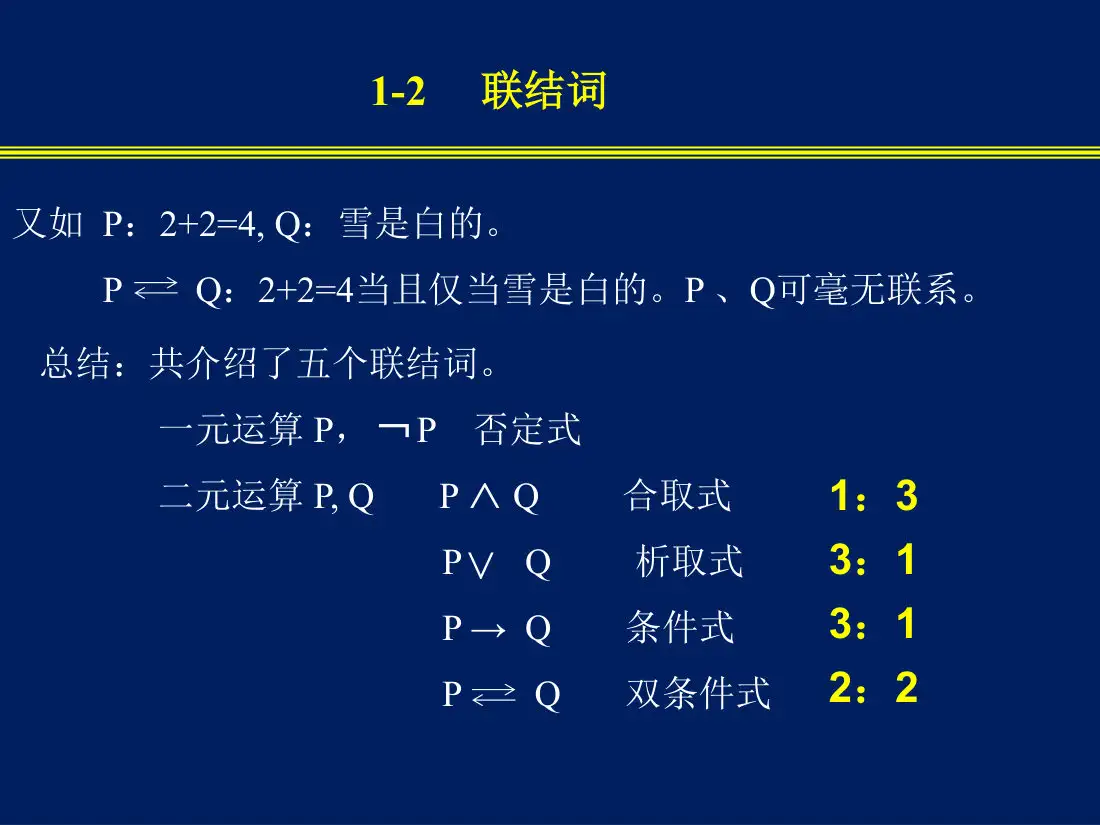 1-2 联结词
又如 P：2+2=4, Q：雪是白的。
P ⇌ Q：2+2=4当且仅当雪是白的。P 、Q可毫无联系。
总结：共介绍了五个联结词。
一元运算 P， ¬P 否定式
二元运算 P, Q P ∧ Q 合取式 1：3
P∨ Q 析取式 3：1
P → Q 条件式 3：1
P ⇌ Q 双条件式 2：2